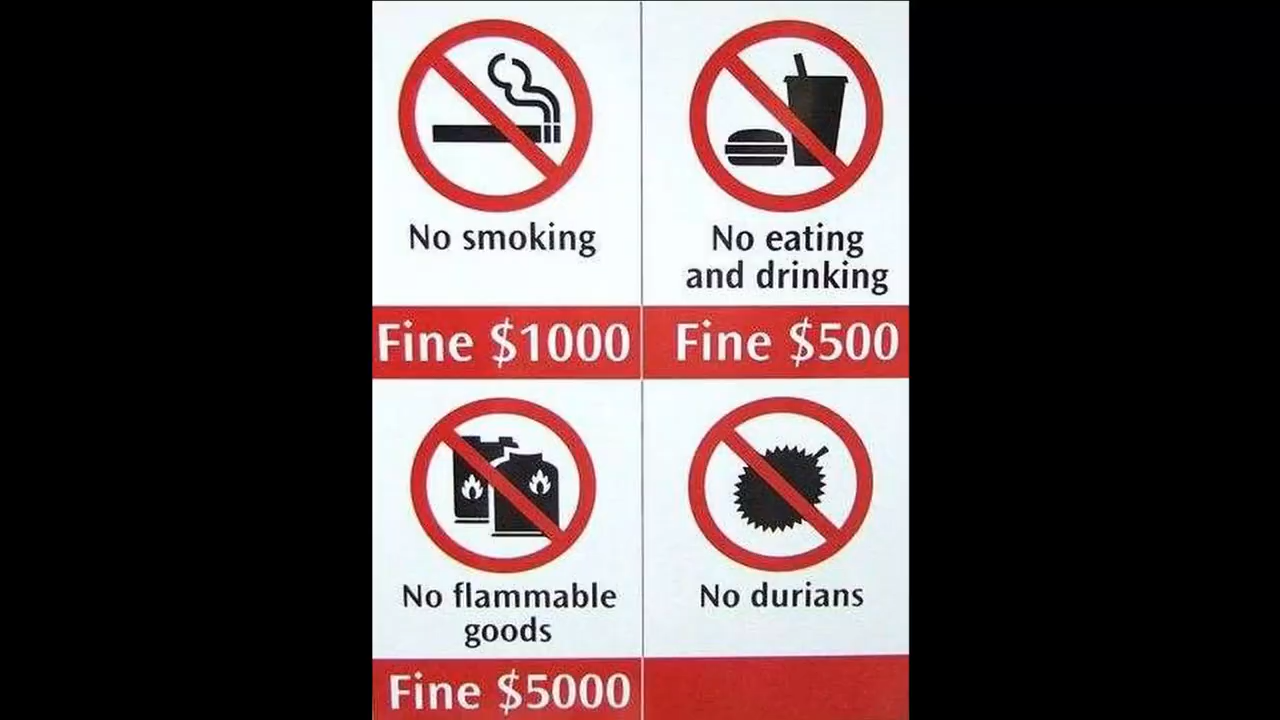 No smoking
No eating
and drinking
Fine $1000
Fine $500
No flammable
goods
No durians
Fine $5000